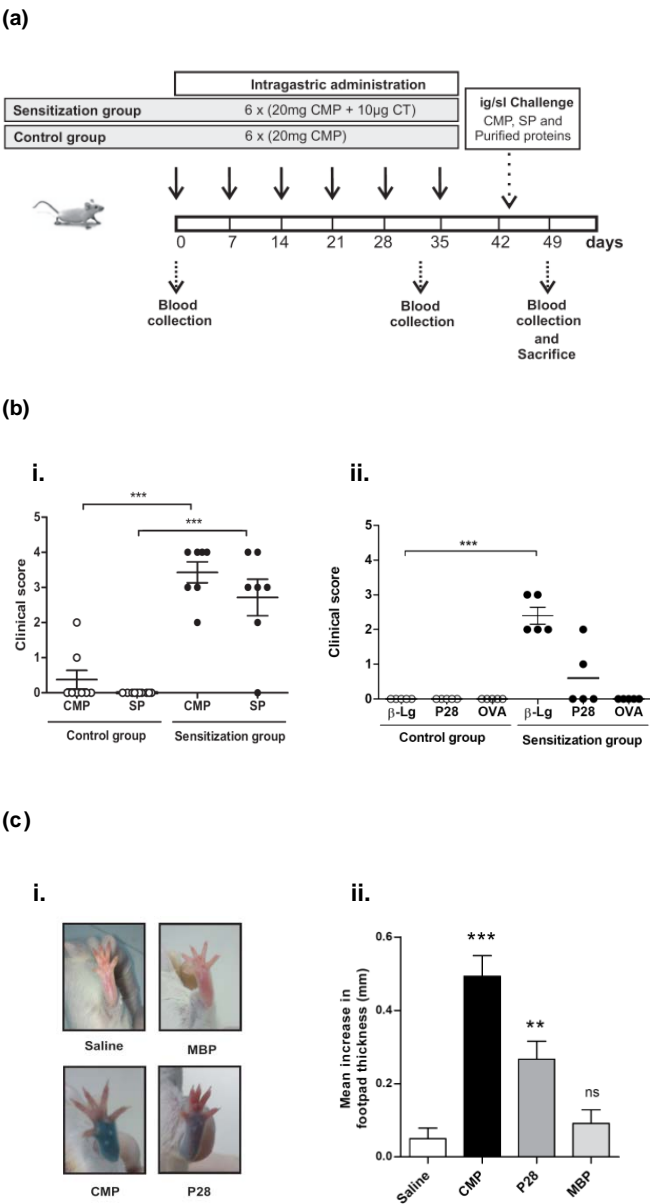 (a)
Intragastric administration
Sensitization group 6 x (20mg CMP + 10µg CT)
Control group 6 x (20mg CMP)
ig/sl Challenge
CMP, SP and
Purified proteins
0 7 14 21 28 35 42 49 days
Blood
collection
Blood
collection
Blood
collection
and
Sacrifice
(b)
i.
***
***
Clinical score
5
4
3
2
1
0
CMP SP CMP SP
Control group Sensitization group
ii.
***
Clinical score
5
4
3
2
1
0
β-Lg P28 OVA β-Lg P28 OVA
Control group Sensitization group
(c)
i.
Saline MBP
CMP P28
ii.
Mean increase in
footpad thickness (mm)
0.6
0.4
0.2
0.0
***
**
ns
Saline CMP P28 MBP